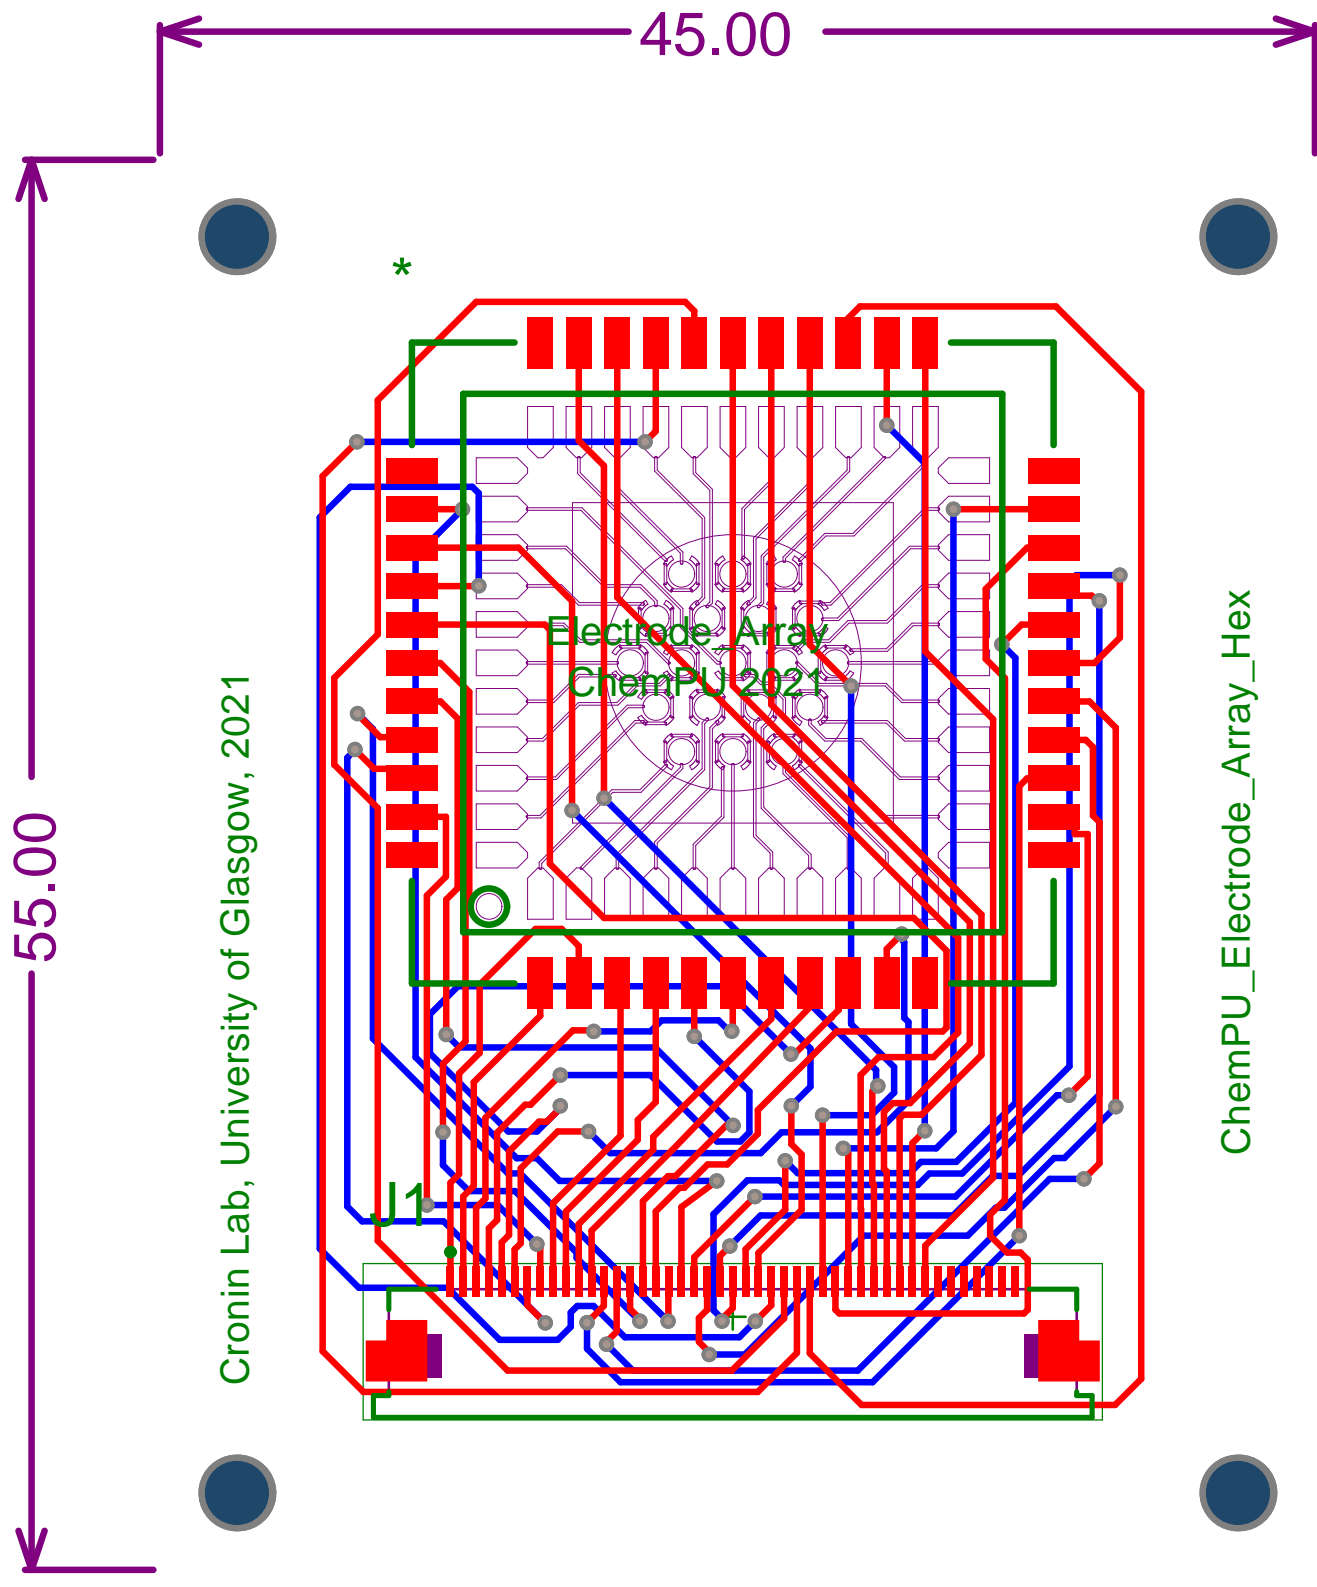 45.00
*
55.00
Electrode_Array
ChemPU 2021
Cronin Lab, University of Glasgow, 2021
ChemPU_Electrode_Array_Hex
J1